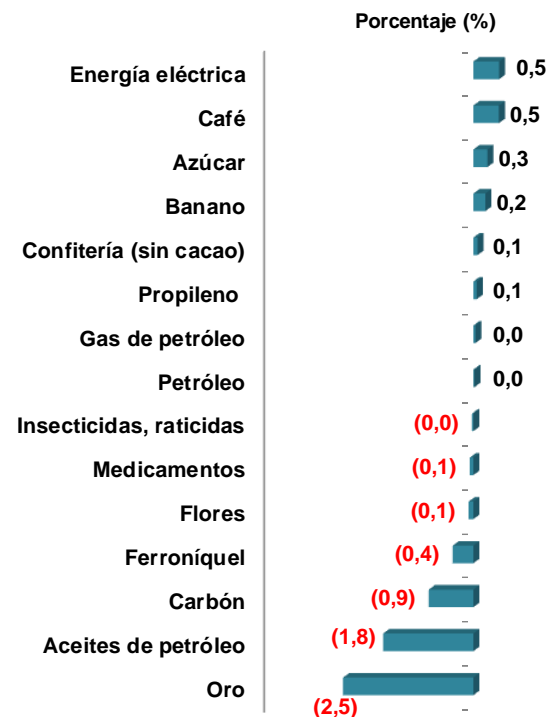 Porcentaje (%)
Energía eléctrica 0,5
Café 0,5
Azúcar 0,3
Banano 0,2
Confitería (sin cacao) 0,1
Propileno 0,1
Gas de petróleo 0,0
Petróleo 0,0
Insecticidas, raticidas (0,0)
Medicamentos (0,1)
Flores (0,1)
Ferroníquel (0,4)
Carbón (0,9)
Aceites de petróleo (1,8)
Oro (2,5)